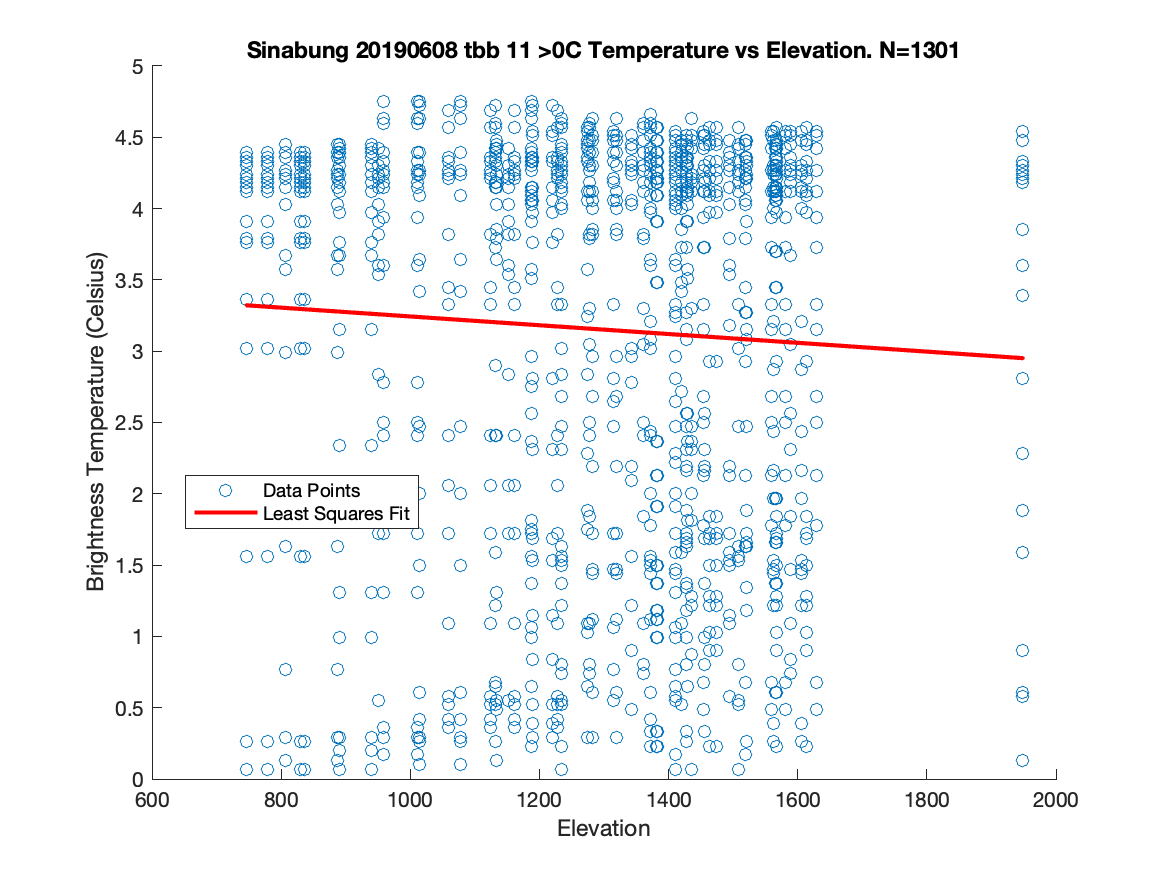 Sinabung 20190608 tbb 11 >0C Temperature vs Elevation. N=1301
5
4.5
4
3.5
3
2.5
2
1.5
1
0.5
0
Brightness Temperature (Celsius)
Data Points
Least Squares Fit
600 800 1000 1200 1400 1600 1800 2000
Elevation